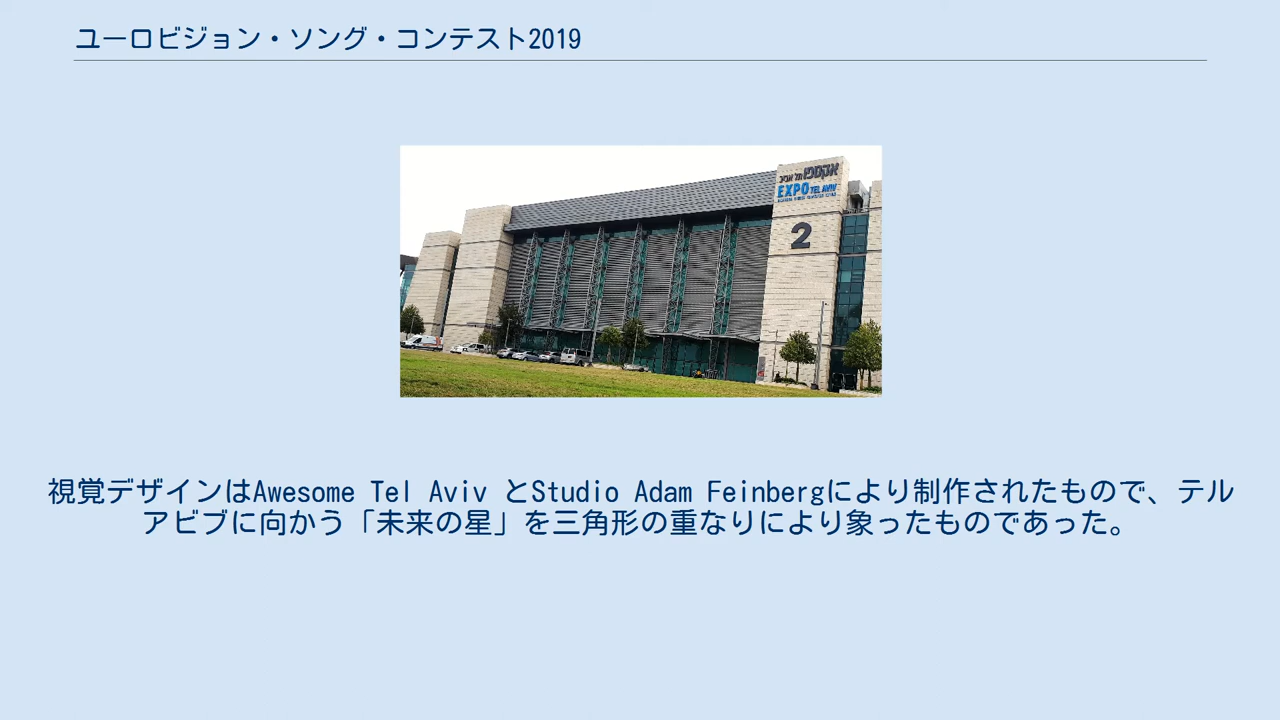 ユーロビジョン・ソング・コンテスト2019
אקספו תל אביב
EXPO TEL AVIV
2
視覚デザインはAwesome Tel Aviv とStudio Adam Feinbergにより制作されたもので、テル
アビブに向かう「未来の星」を三角形の重なりにより象ったものであった。